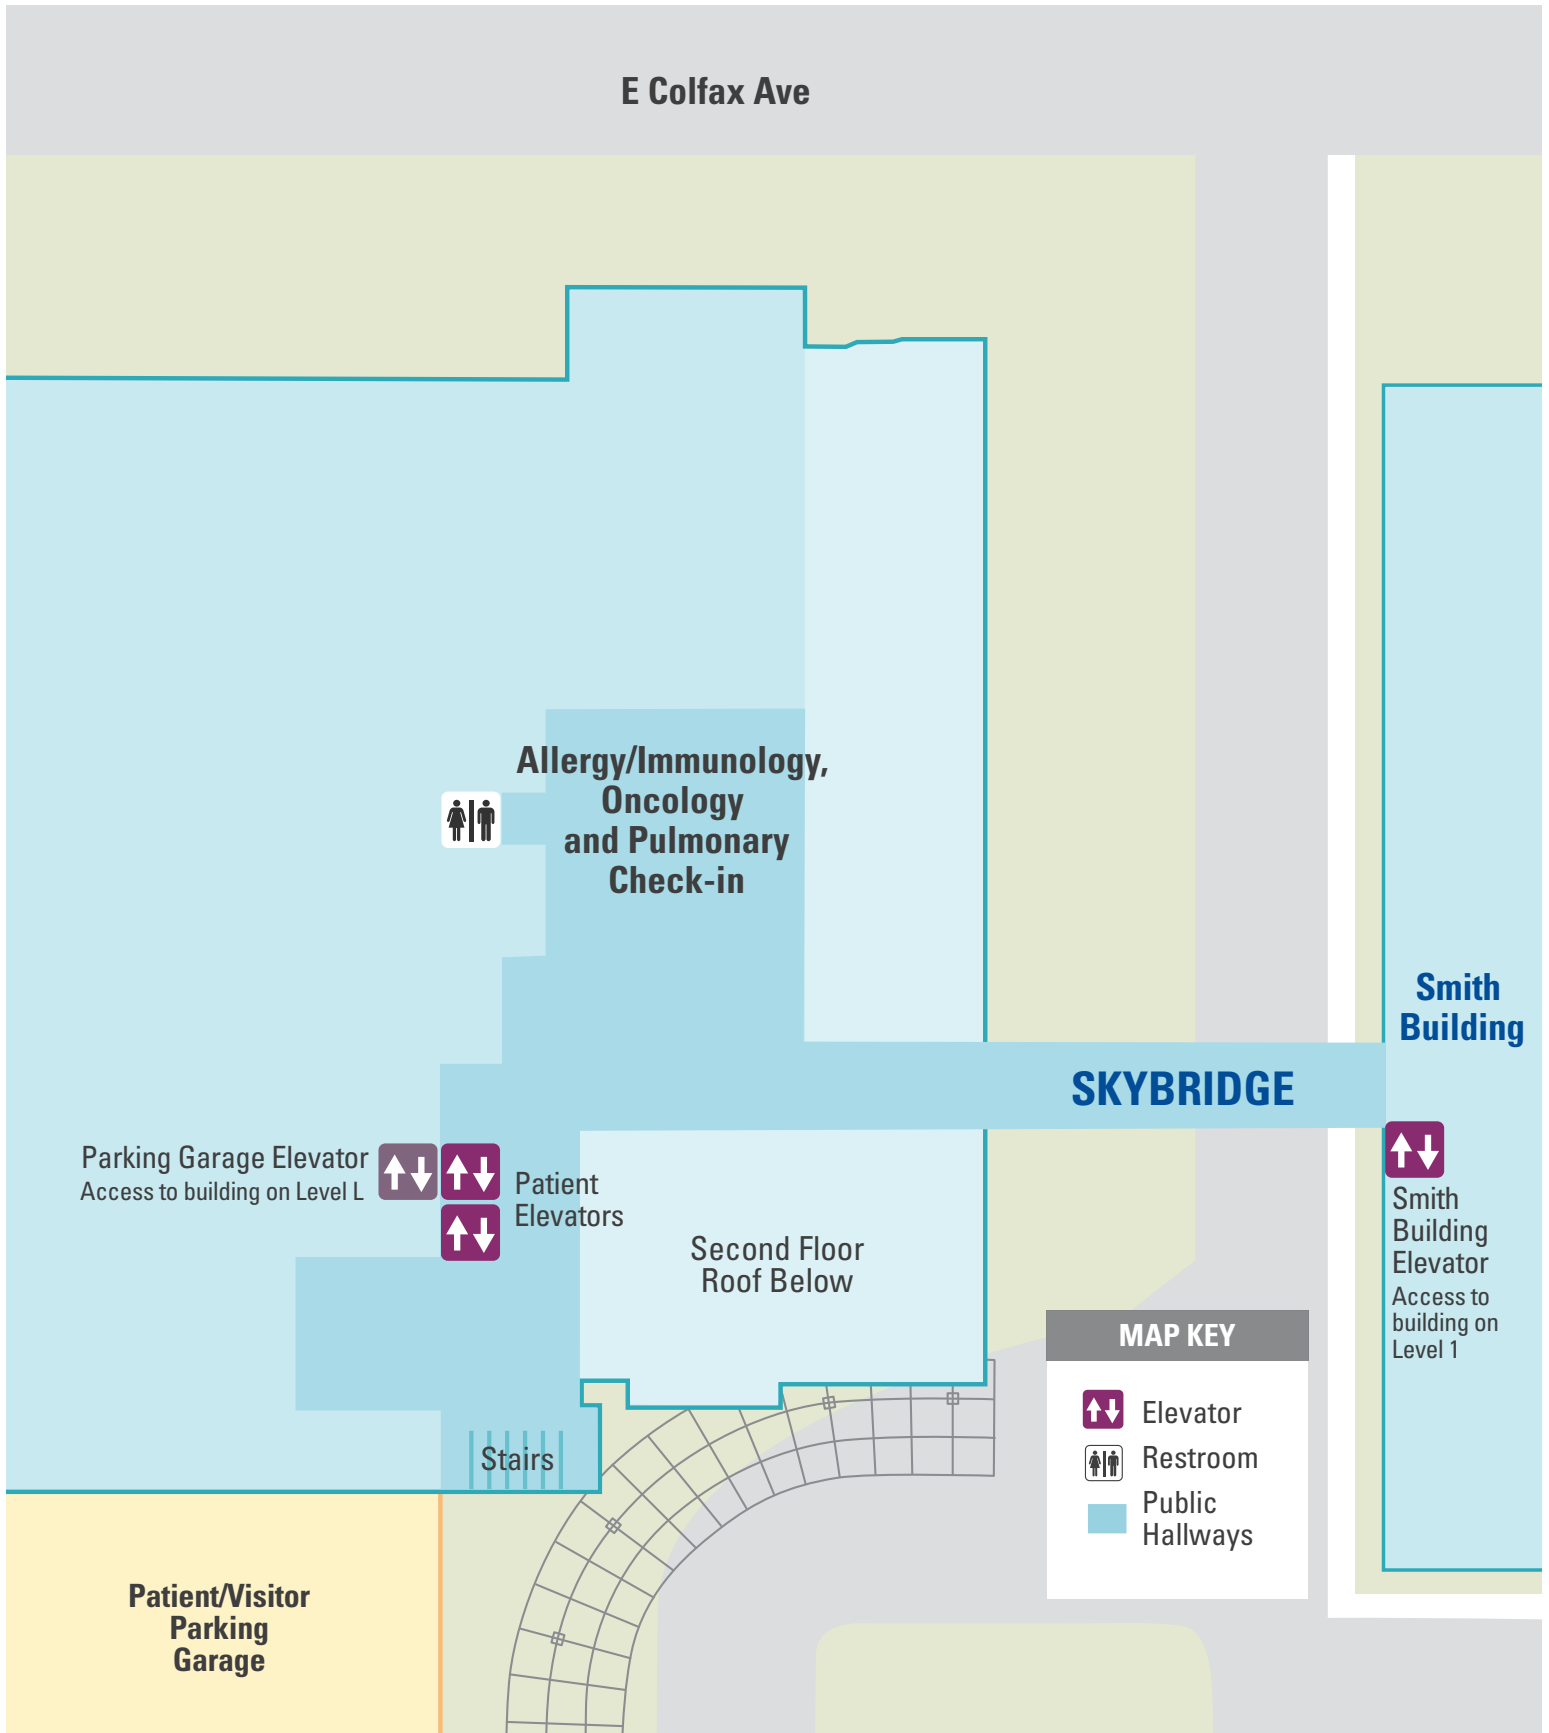 E Colfax Ave
Allergy/Immunology,
Oncology
and Pulmonary
Check-in
Smith
Building
SKYBRIDGE
Parking Garage Elevator
Access to building on Level L
Patient
Elevators
Second Floor
Roof Below
Smith
Building
Elevator
Access to
building on
Level 1
MAP KEY
Elevator
Restroom
Public
Hallways
Stairs
Patient/Visitor
Parking
Garage